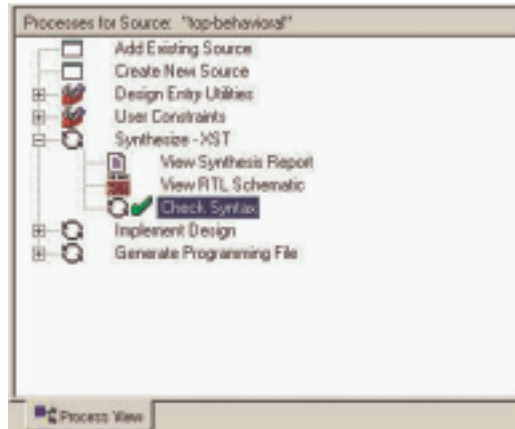 Processes for Source: "top-behavioral"
Add Existing Source
Create New Source
Design Entry Utilities
User Constraints
Synthesize - XST
View Synthesis Report
View RTL Schematic
Check Syntax
Implement Design
Generate Programming File
Process View